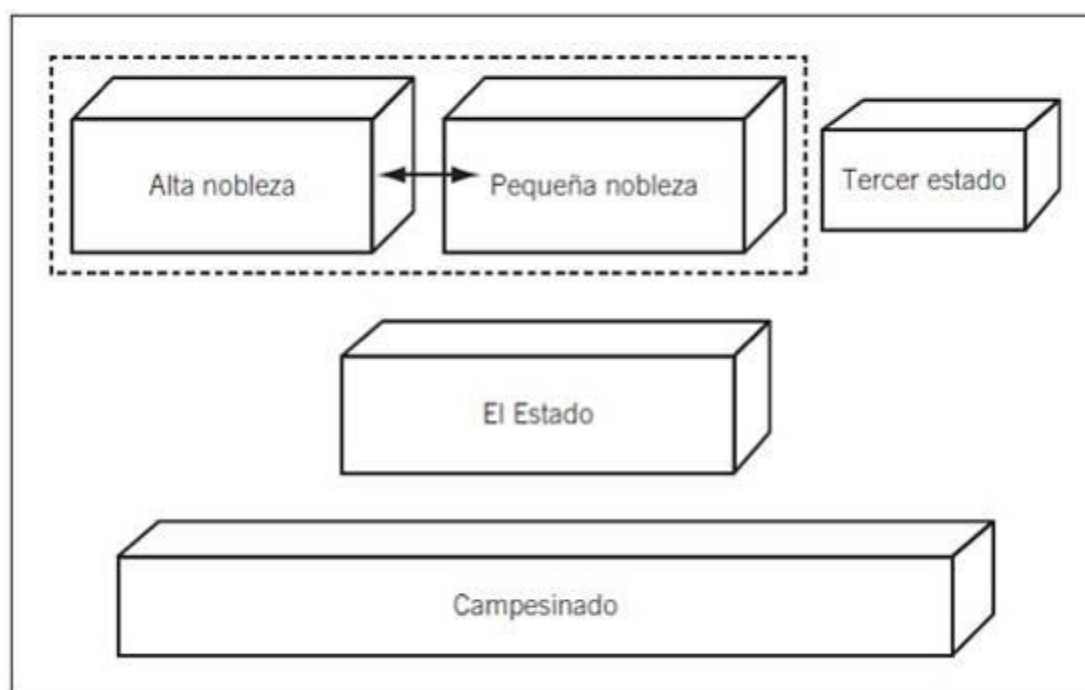 Alta nobleza
Pequeña nobleza
Tercer estado
El Estado
Campesinado